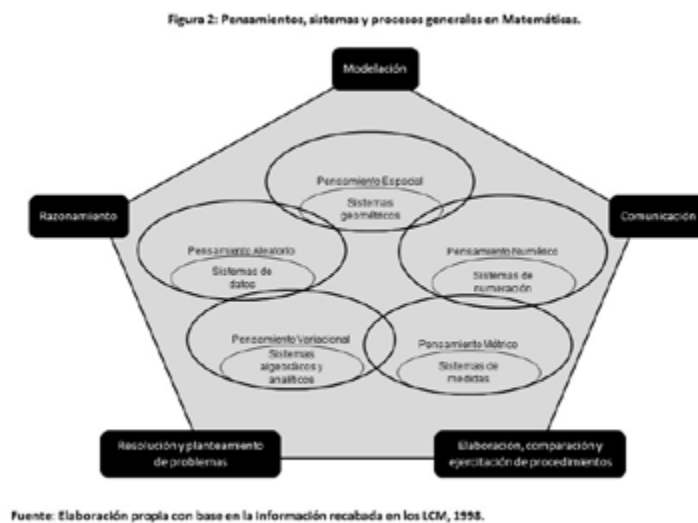 Figura 2: Pensamientos, sistemas y procesos generales en Matemáticas.
Modelación
Razonamiento
Comunicación
Pensamiento Espacial
Sistemas
geométricos
Pensamiento Aleatorio
Sistemas de
datos
Pensamiento Numérico
Sistemas de
numeración
Pensamiento Variacional
Sistemas
algebráicos y
analíticos
Pensamiento Métrico
Sistemas de
medidas
Resolución y planteamiento
de problemas
Elaboracion, comparación y
ejercitación de procedimientos
Fuente: Elaboración propia con base en la información recabada en los LCM, 1998.